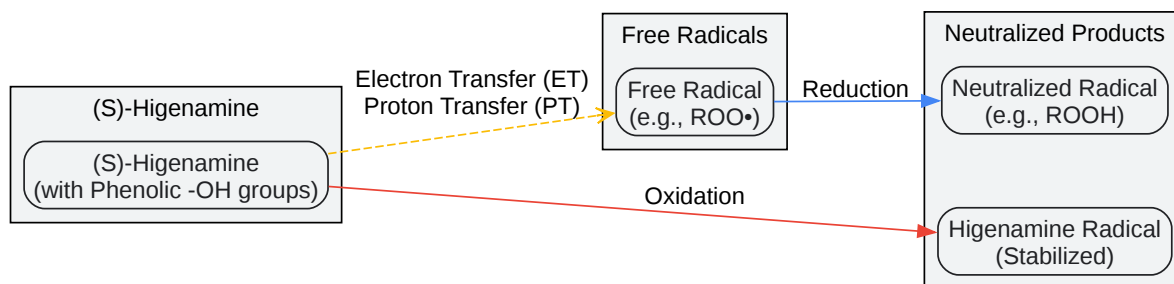 (S)-Higenamine
(S)-Higenamine
(with Phenolic -OH groups)
Electron Transfer (ET)
Proton Transfer (PT)
Free Radicals
Free Radical
(e.g., ROO•)
Reduction
Oxidation
Neutralized Products
Neutralized Radical
(e.g., ROOH)
Higenamine Radical
(Stabilized)